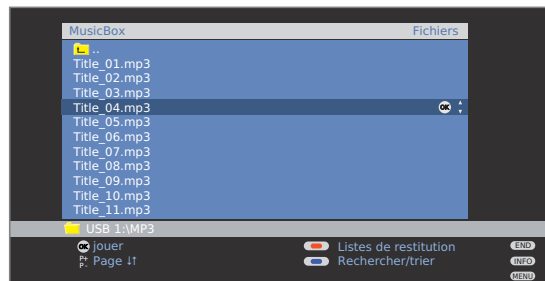 MusicBox Fichiers
..
Title_01.mp3
Title_02.mp3
Title_03.mp3
Title_04.mp3 OK
Title_05.mp3
Title_06.mp3
Title_07.mp3
Title_08.mp3
Title_09.mp3
Title_10.mp3
Title_11.mp3
USB 1:\MP3
OK jouer Listes de restitution END
P+ P- Page ↓↑ Rechercher/trier INFO
MENU